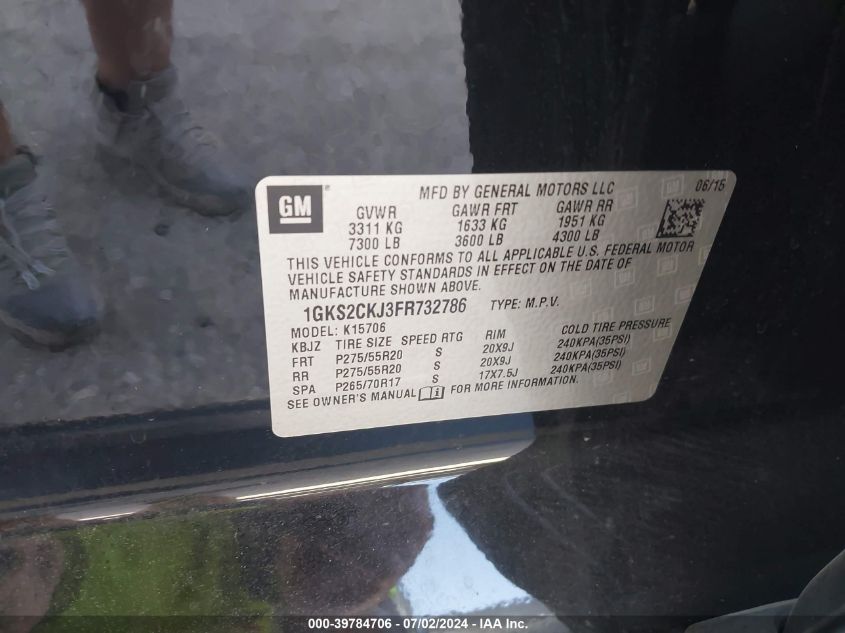 GM
MFD BY GENERAL MOTORS LLC 06/15
GVWR GAWR FRT GAWR RR
3311 KG 1633 KG 1951 KG
7300 LB 3600 LB 4300 LB
THIS VEHICLE CONFORMS TO ALL APPLICABLE U.S. FEDERAL MOTOR
VEHICLE SAFETY STANDARDS IN EFFECT ON THE DATE OF
MANUFACTURE SHOWN ABOVE.
1GKS2CKJ3FR732786 TYPE: M.P.V.
MODEL: K15706
KBJZ TIRE SIZE SPEED RTG RIM COLD TIRE PRESSURE
FRT P275/55R20 S 20X9J 240KPA(35PSI)
RR P275/55R20 S 20X9J 240KPA(35PSI)
SPA P265/70R17 S 17X7.5J 240KPA(35PSI)
SEE OWNER'S MANUAL FOR MORE INFORMATION.
000-39784706 - 07/02/2024 - IAA Inc.